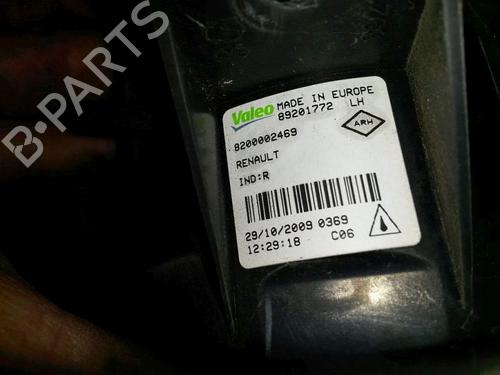 B-PARTS
Valeo MADE IN EUROPE
89201772 LH
8200002469
ARH
RENAULT
IND:R
29/10/2009 0369
12:29:18 C06